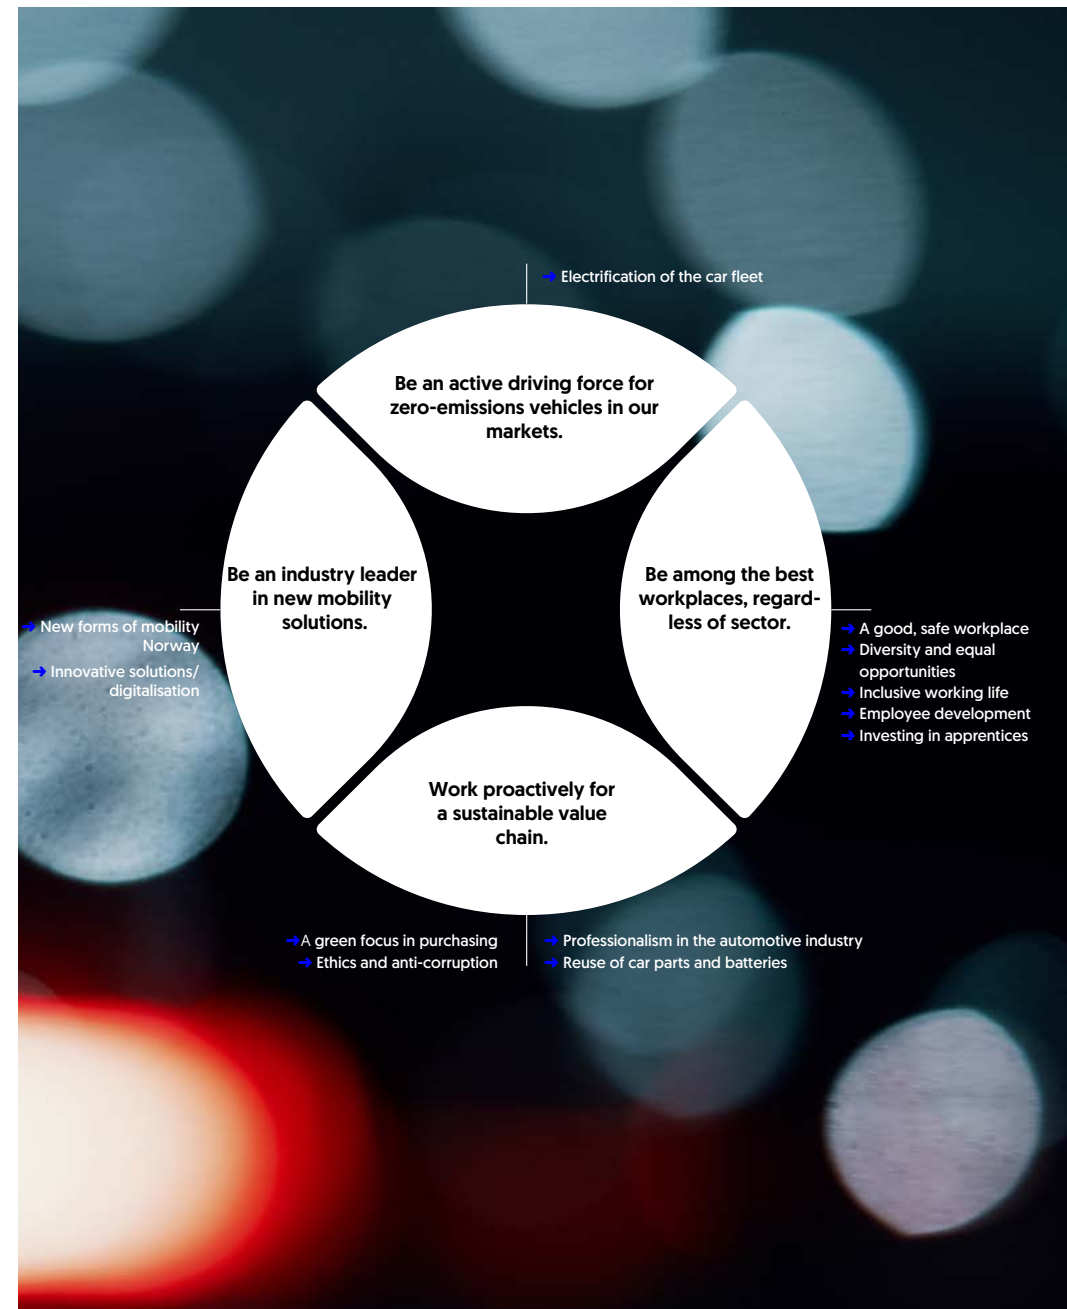 ➜ Electrification of the car fleet
Be an active driving force for
zero-emissions vehicles in our
markets.
Be an industry leader
in new mobility
solutions.
➜ New forms of mobility
Norway
➜ Innovative solutions/
digitalisation
Be among the best
workplaces, regard-
less of sector.
➜ A good, safe workplace
➜ Diversity and equal
opportunities
➜ Inclusive working life
➜ Employee development
➜ Investing in apprentices
Work proactively for
a sustainable value
chain.
➜A green focus in purchasing
➜ Ethics and anti-corruption
➜ Professionalism in the automotive industry
➜ Reuse of car parts and batteries